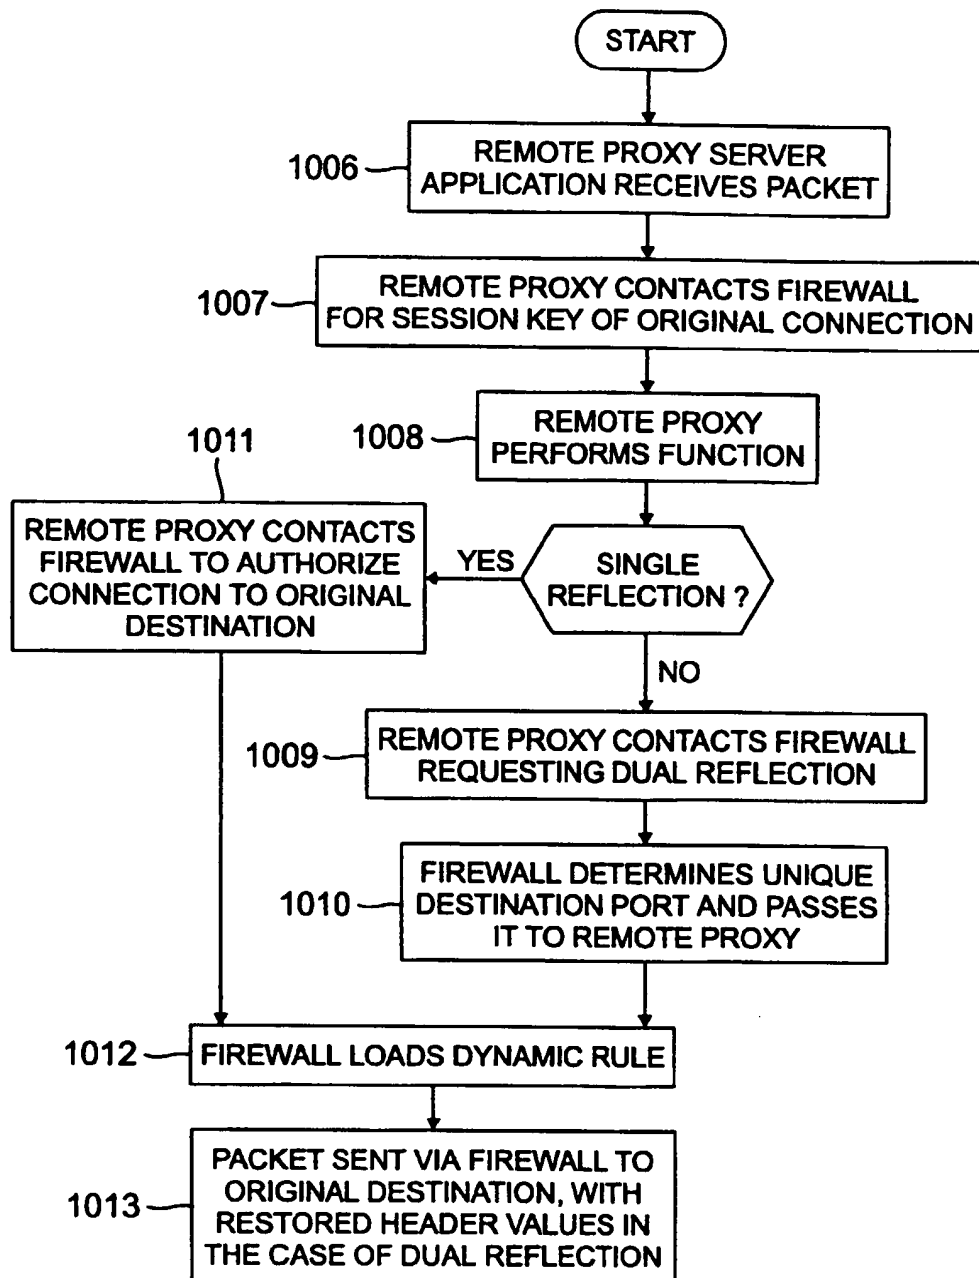 START
1006
REMOTE PROXY SERVER
APPLICATION RECEIVES PACKET
1007
REMOTE PROXY CONTACTS FIREWALL
FOR SESSION KEY OF ORIGINAL CONNECTION
1008
REMOTE PROXY
PERFORMS FUNCTION
1011
REMOTE PROXY CONTACTS
FIREWALL TO AUTHORIZE
CONNECTION TO ORIGINAL
DESTINATION
YES
SINGLE
REFLECTION ?
NO
1009
REMOTE PROXY CONTACTS FIREWALL
REQUESTING DUAL REFLECTION
1010
FIREWALL DETERMINES UNIQUE
DESTINATION PORT AND PASSES
IT TO REMOTE PROXY
1012
FIREWALL LOADS DYNAMIC RULE
1013
PACKET SENT VIA FIREWALL TO
ORIGINAL DESTINATION, WITH
RESTORED HEADER VALUES IN
THE CASE OF DUAL REFLECTION